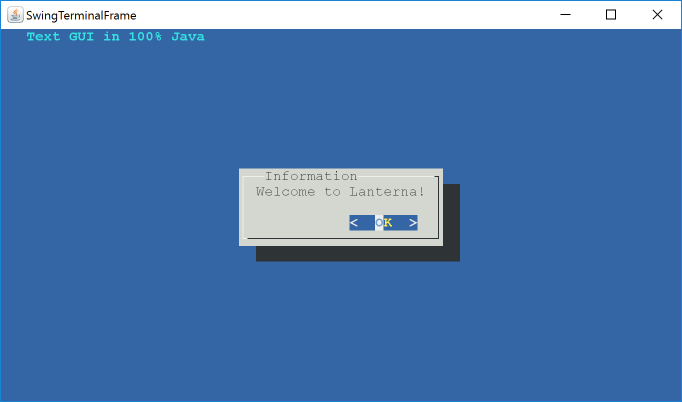 SwingTerminalFrame
Text GUI in 100% Java
Information
Welcome to Lanterna!
< OK >